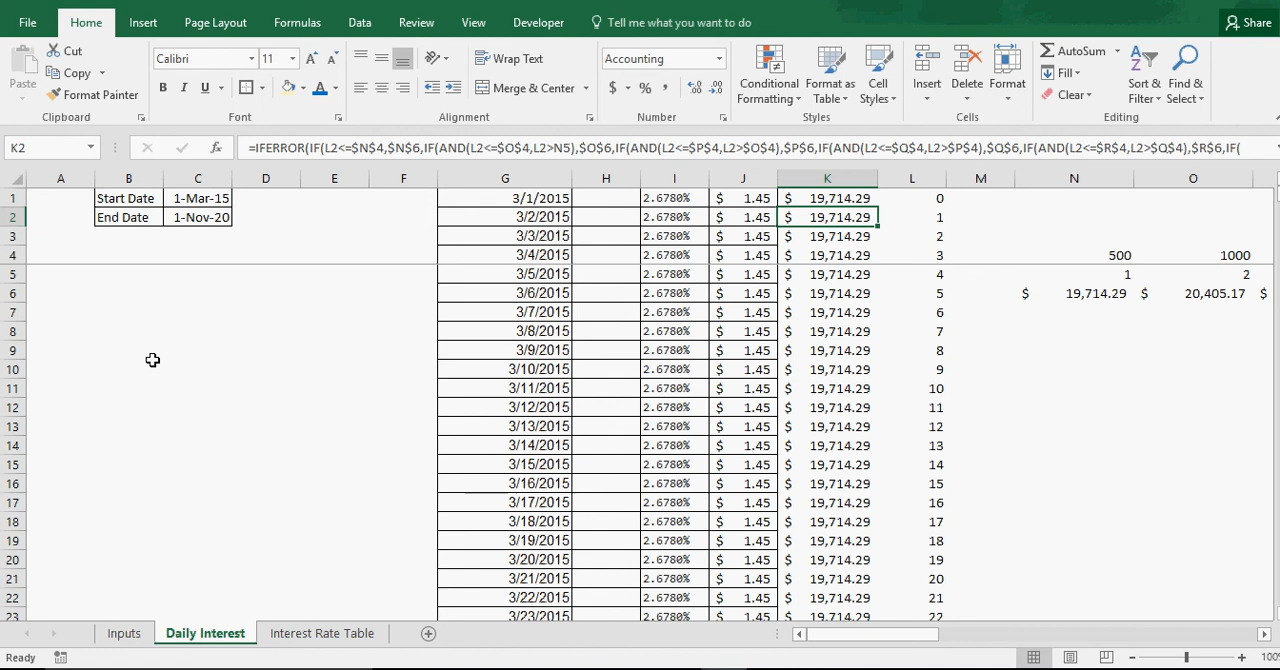 File Home Insert Page Layout Formulas Data Review View Developer Tell me what you want to do Share
Cut
Copy
Format Painter
Paste
Clipboard
Calibri 11
B I U
Font
Wrap Text
Merge & Center
Alignment
Accounting
$ % ,
Number
Conditional Formatting
Format as Table
Cell Styles
Styles
Insert
Delete
Format
Cells
AutoSum
Fill
Clear
Sort & Filter
Find & Select
Editing
K2 fx =IFERROR(IF(L2<=$N$4,$N$6,IF(AND(L2<=$O$4,L2>N5),$O$6,IF(AND(L2<=$P$4,L2>$O$4),$P$6,IF(AND(L2<=$Q$4,L2>$P$4),$Q$6,IF(AND(L2<=$R$4,L2>$Q$4),$R$6,IF(
A B C D E F G H I J K L M N O
1 Start Date 1-Mar-15 3/1/2015 2.6780% $ 1.45 $ 19,714.29 0
2 End Date 1-Nov-20 3/2/2015 2.6780% $ 1.45 $ 19,714.29 1
3 3/3/2015 2.6780% $ 1.45 $ 19,714.29 2
4 3/4/2015 2.6780% $ 1.45 $ 19,714.29 3 500 1000
5 3/5/2015 2.6780% $ 1.45 $ 19,714.29 4 1 2
6 3/6/2015 2.6780% $ 1.45 $ 19,714.29 5 $ 19,714.29 $ 20,405.17 $
7 3/7/2015 2.6780% $ 1.45 $ 19,714.29 6
8 3/8/2015 2.6780% $ 1.45 $ 19,714.29 7
9 3/9/2015 2.6780% $ 1.45 $ 19,714.29 8
10 3/10/2015 2.6780% $ 1.45 $ 19,714.29 9
11 3/11/2015 2.6780% $ 1.45 $ 19,714.29 10
12 3/12/2015 2.6780% $ 1.45 $ 19,714.29 11
13 3/13/2015 2.6780% $ 1.45 $ 19,714.29 12
14 3/14/2015 2.6780% $ 1.45 $ 19,714.29 13
15 3/15/2015 2.6780% $ 1.45 $ 19,714.29 14
16 3/16/2015 2.6780% $ 1.45 $ 19,714.29 15
17 3/17/2015 2.6780% $ 1.45 $ 19,714.29 16
18 3/18/2015 2.6780% $ 1.45 $ 19,714.29 17
19 3/19/2015 2.6780% $ 1.45 $ 19,714.29 18
20 3/20/2015 2.6780% $ 1.45 $ 19,714.29 19
21 3/21/2015 2.6780% $ 1.45 $ 19,714.29 20
22 3/22/2015 2.6780% $ 1.45 $ 19,714.29 21
23 3/23/2015 2.6780% $ 1.45 $ 19,714.29 22
Inputs Daily Interest Interest Rate Table
Ready 100%